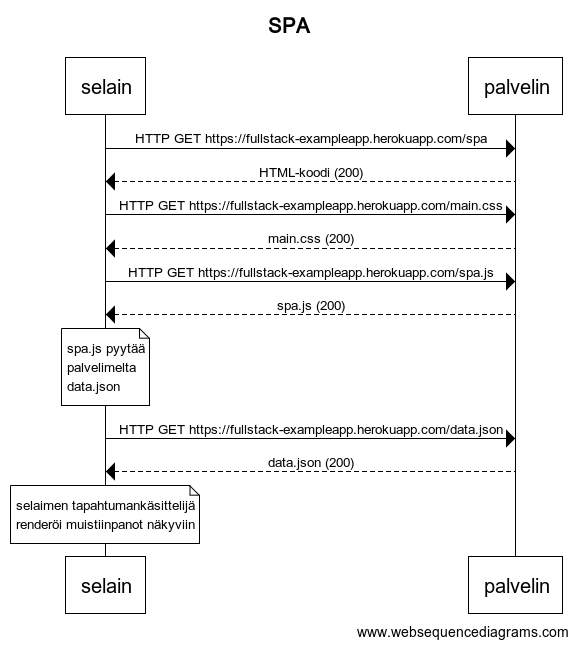 SPA
selain
palvelin
HTTP GET https://fullstack-exampleapp.herokuapp.com/spa
HTML-koodi (200)
HTTP GET https://fullstack-exampleapp.herokuapp.com/main.css
main.css (200)
HTTP GET https://fullstack-exampleapp.herokuapp.com/spa.js
spa.js (200)
spa.js pyytää
palvelimelta
data.json
HTTP GET https://fullstack-exampleapp.herokuapp.com/data.json
data.json (200)
selaimen tapahtumankäsittelijä
renderöi muistiinpanot näkyviin
selain
palvelin
www.websequencediagrams.com